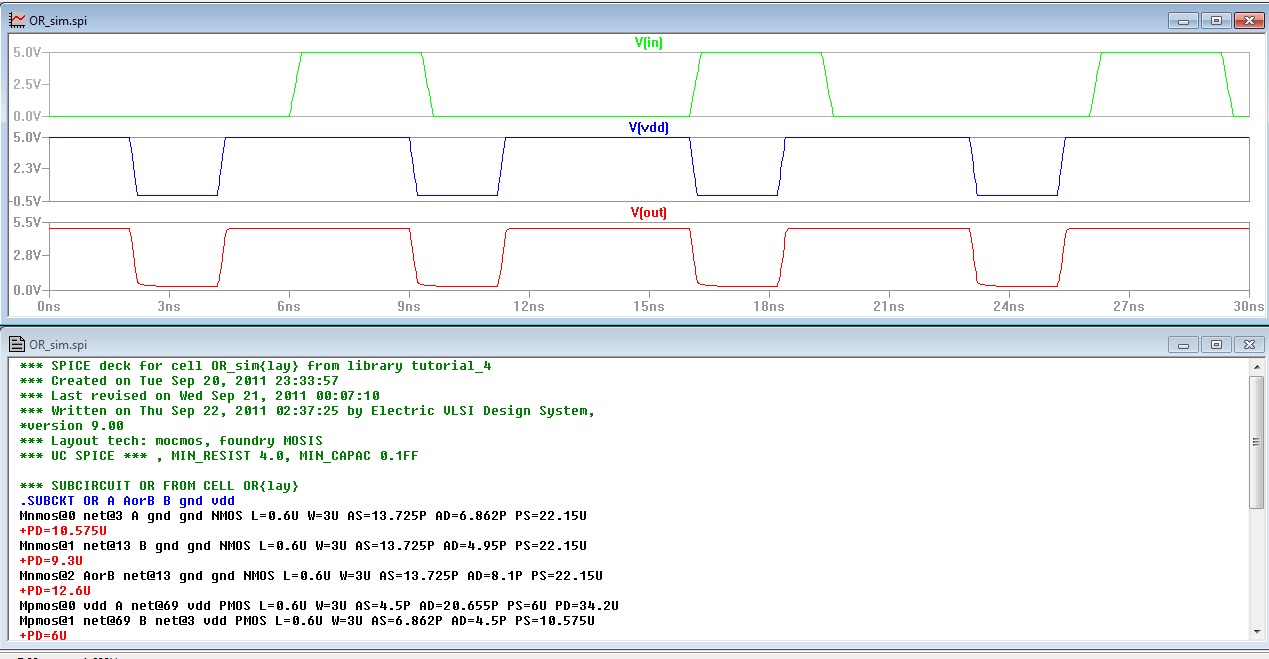 OR_sim.spi
V(in)
5.0V
2.5V
0.0V
V(vdd)
5.0V
2.3V
-0.5V
V(out)
5.5V
2.8V
0.0V
0ns 3ns 6ns 9ns 12ns 15ns 18ns 21ns 24ns 27ns 30ns
OR_sim.spi
*** SPICE deck for cell OR_sim{lay} from library tutorial_4
*** Created on Tue Sep 20, 2011 23:33:57
*** Last revised on Wed Sep 21, 2011 00:07:10
*** Written on Thu Sep 22, 2011 02:37:25 by Electric VLSI Design System,
*version 9.00
*** Layout tech: mocmos, foundry MOSIS
*** UC SPICE *** , MIN_RESIST 4.0, MIN_CAPAC 0.1FF
*** SUBCIRCUIT OR FROM CELL OR{lay}
.SUBCKT OR A AorB B gnd vdd
Mnmos@0 net@3 A gnd gnd NMOS L=0.6U W=3U AS=13.725P AD=6.862P PS=22.15U
+PD=10.575U
Mnmos@1 net@13 B gnd gnd NMOS L=0.6U W=3U AS=13.725P AD=4.95P PS=22.15U
+PD=9.3U
Mnmos@2 AorB net@13 gnd gnd NMOS L=0.6U W=3U AS=13.725P AD=8.1P PS=22.15U
+PD=12.6U
Mpmos@0 vdd A net@69 vdd PMOS L=0.6U W=3U AS=4.5P AD=20.655P PS=6U PD=34.2U
Mpmos@1 net@69 B net@3 vdd PMOS L=0.6U W=3U AS=6.862P AD=4.5P PS=10.575U
+PD=6U